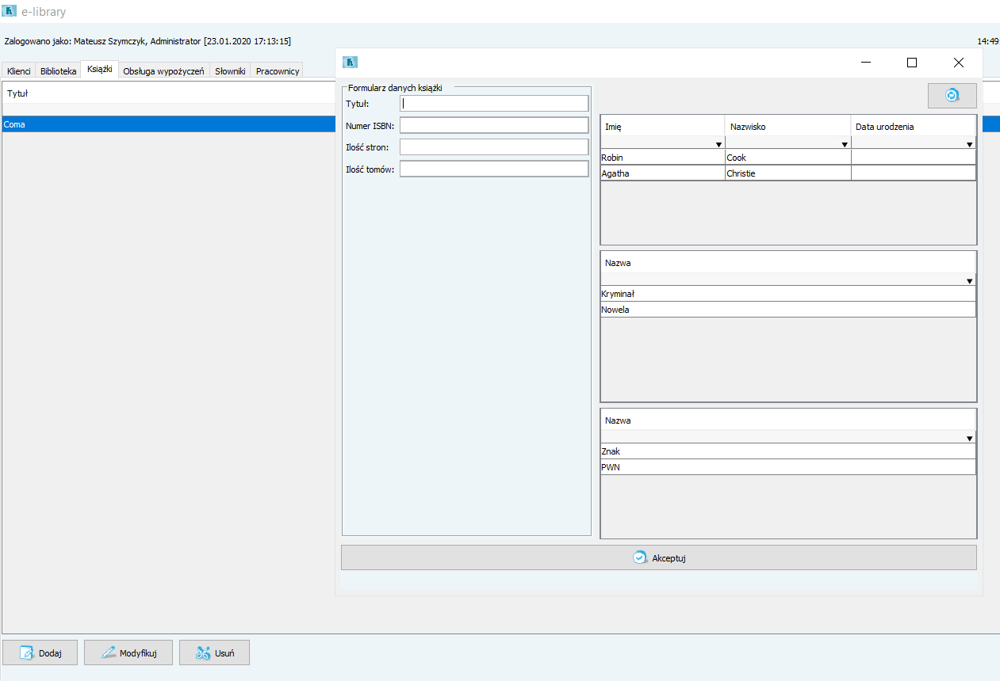 e-library
Zalogowano jako: Mateusz Szymczyk, Administrator [23.01.2020 17:13:15]
14:49:
Klienci Biblioteka Książki Obsługa wypożyczeń Słowniki Pracownicy
Tytuł
Coma
Formularz danych książki
Tytuł:
Numer ISBN:
Ilość stron:
Ilość tomów:
Imię Nazwisko Data urodzenia
Robin Cook
Agatha Christie
Nazwa
Kryminał
Nowela
Nazwa
Znak
PWN
Akceptuj
Dodaj Modyfikuj Usuń